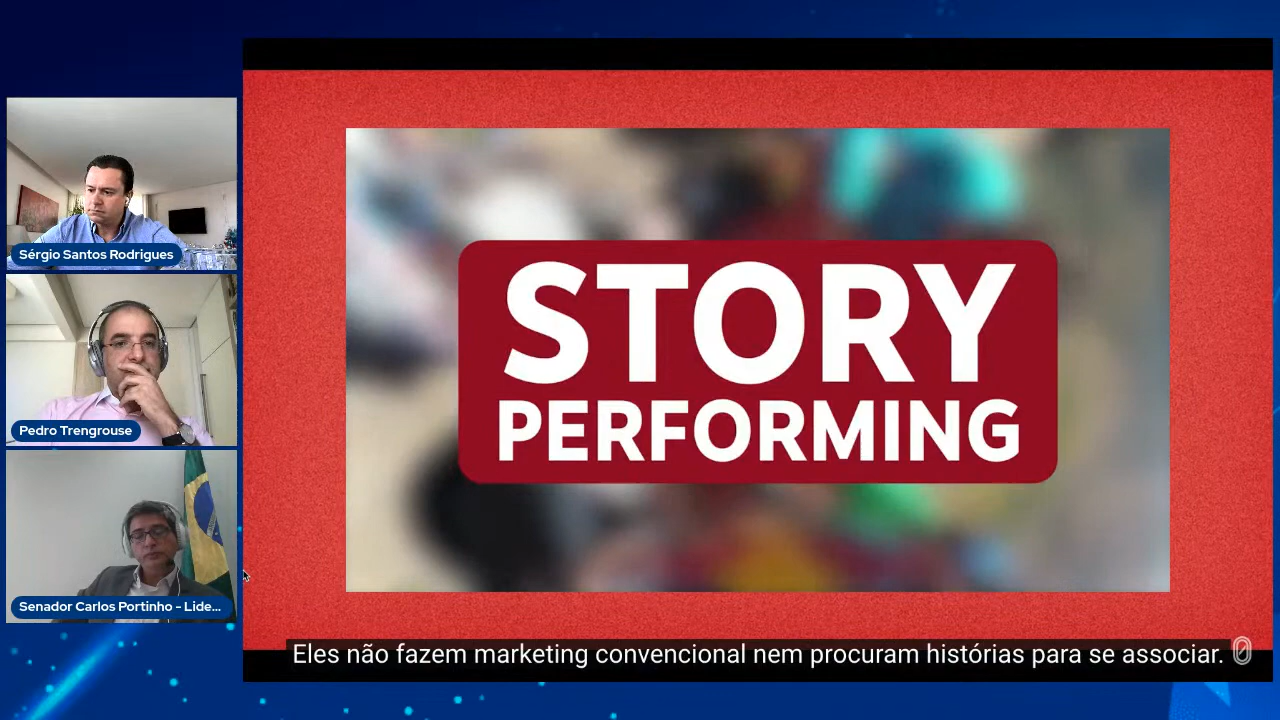 Sérgio Santos Rodrigues
Pedro Trengrouse
Senador Carlos Portinho - Lide...
STORY
PERFORMING
Eles não fazem marketing convencional nem procuram histórias para se associar.